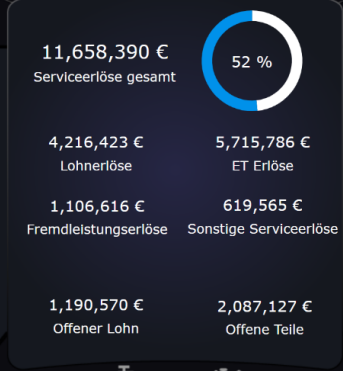 11,658,390 €
Serviceerlöse gesamt
52 %
4,216,423 €
Lohnerlöse
5,715,786 €
ET Erlöse
1,106,616 €
Fremdleistungserlöse
619,565 €
Sonstige Serviceerlöse
1,190,570 €
Offener Lohn
2,087,127 €
Offene Teile